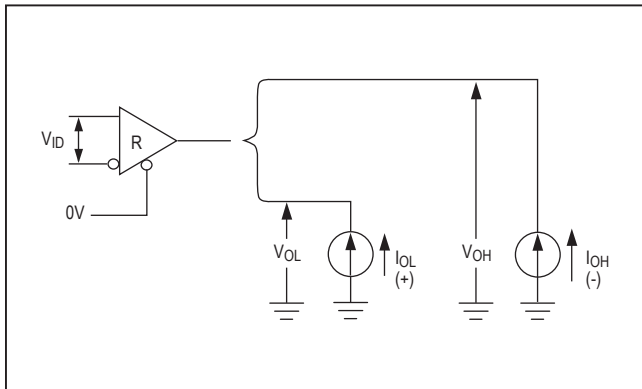 V_ID
R
0V
V_OL
I_OL
(+)
V_OH
I_OH
(-)